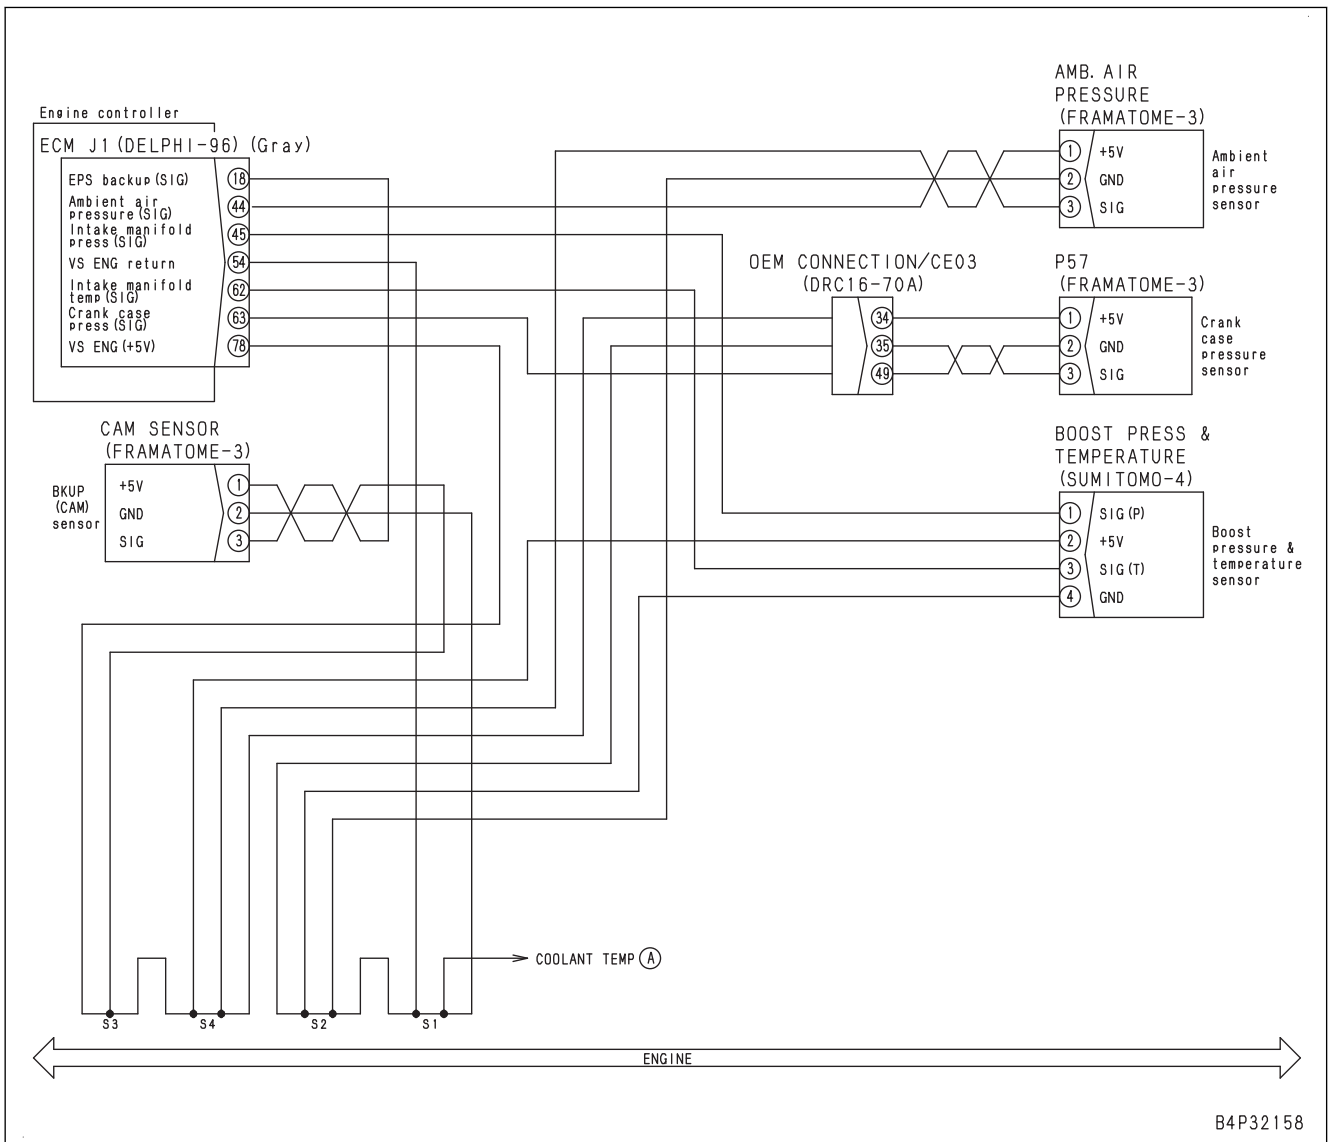 Engine controller
ECM J1(DELPHI-96)(Gray)
EPS backup(SIG)
18
Ambient air
pressure(SIG)
44
Intake manifold
press(SIG)
45
VS ENG return
54
Intake manifold
temp(SIG)
62
Crank case
press(SIG)
63
VS ENG(+5V)
78
CAM SENSOR
(FRAMATOME-3)
BKUP
(CAM)
sensor
+5V
1
GND
2
SIG
3
AMB. AIR
PRESSURE
(FRAMATOME-3)
1
+5V
2
GND
3
SIG
Ambient
air
pressure
sensor
OEM CONNECTION/CE03
(DRC16-70A)
34
35
49
P57
(FRAMATOME-3)
1
+5V
2
GND
3
SIG
Crank
case
pressure
sensor
BOOST PRESS &
TEMPERATURE
(SUMITOMO-4)
1
SIG(P)
2
+5V
3
SIG(T)
4
GND
Boost
pressure &
temperature
sensor
COOLANT TEMP A
S3
S4
S2
S1
ENGINE
B4P32158